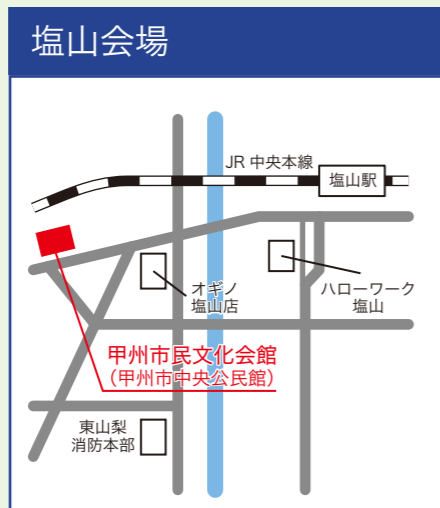 塩山会場
JR 中央本線
塩山駅
オギノ
塩山店
ハローワーク
塩山
甲州市民文化会館
(甲州市中央公民館)
東山梨
消防本部